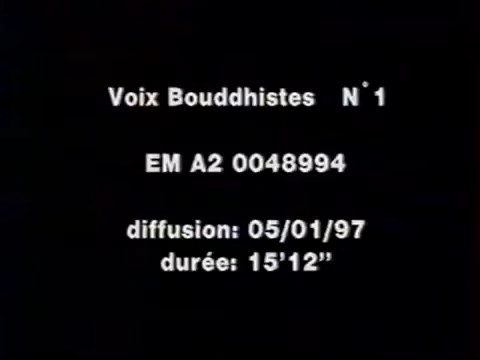 Voix Bouddhistes N°1
EM A2 0048994
diffusion: 05/01/97
durée: 15'12”